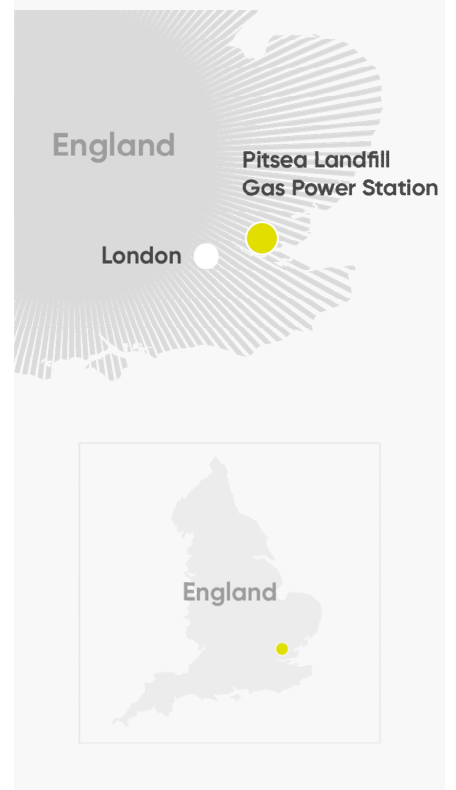 England
Pitsea Landfill
Gas Power Station
London
England